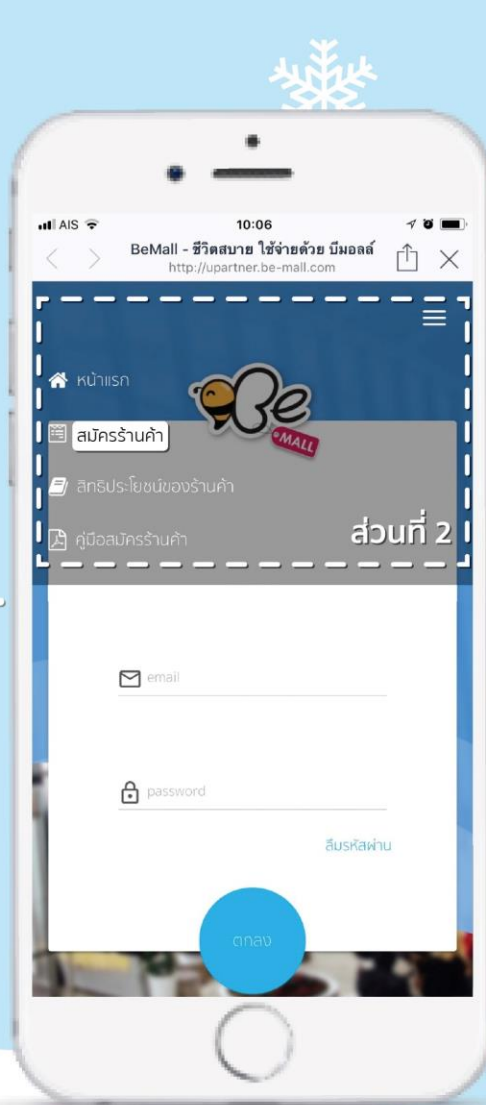 AIS 10:06
BeMall - ชีวิตสบาย ใช้จ่ายด้วย บีมอลล์
http://upartner.be-mall.com
หน้าแรก
Be
MALL
สมัครร้านค้า
สิทธิประโยชน์ของร้านค้า
คู่มือสมัครร้านค้า
ส่วนที่ 2
email
password
ลืมรหัสผ่าน
ตกลง